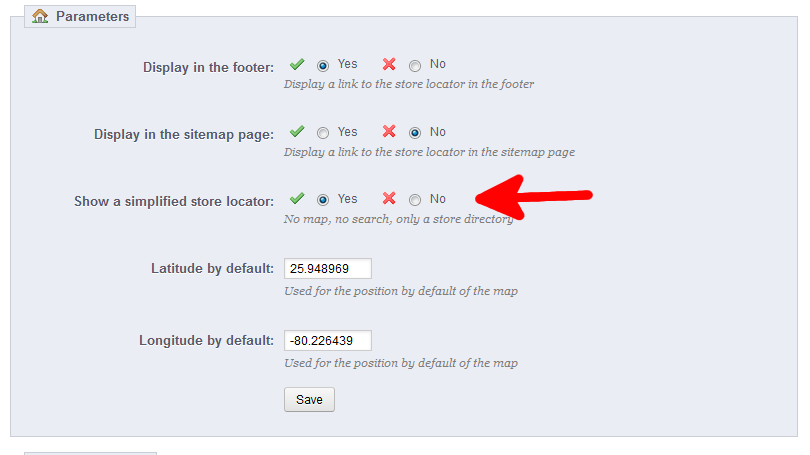 Parameters
Display in the footer: Yes No
Display a link to the store locator in the footer
Display in the sitemap page: Yes No
Display a link to the store locator in the sitemap page
Show a simplified store locator: Yes No
No map, no search, only a store directory
Latitude by default: 25.948969
Used for the position by default of the map
Longitude by default: -80.226439
Used for the position by default of the map
Save